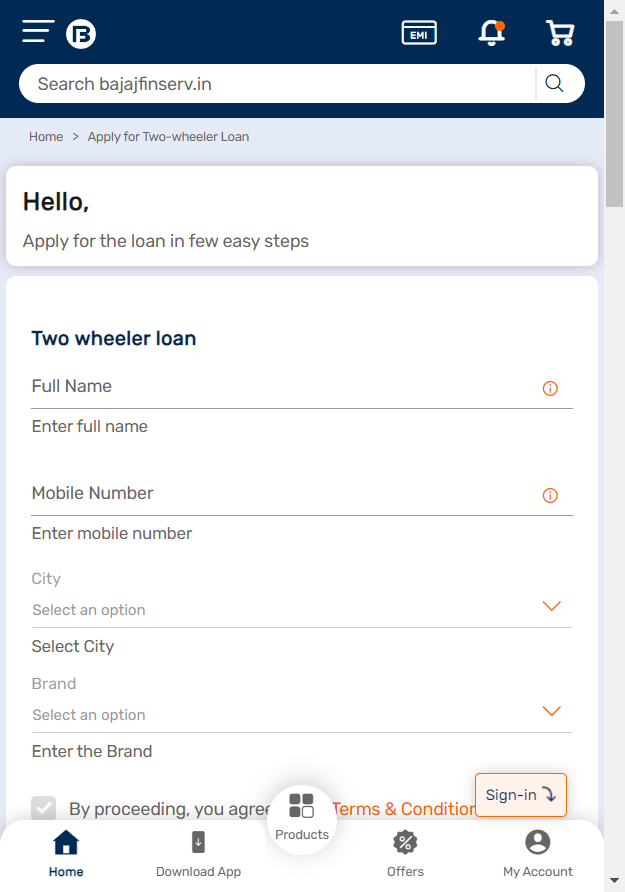 EMI
Search bajajfinserv.in
Home > Apply for Two-wheeler Loan
Hello,
Apply for the loan in few easy steps
Two wheeler loan
Full Name
Enter full name
Mobile Number
Enter mobile number
City
Select an option
Select City
Brand
Select an option
Enter the Brand
Sign-in
By proceeding, you agree Terms & Condition
Products
Home
Download App
Offers
My Account